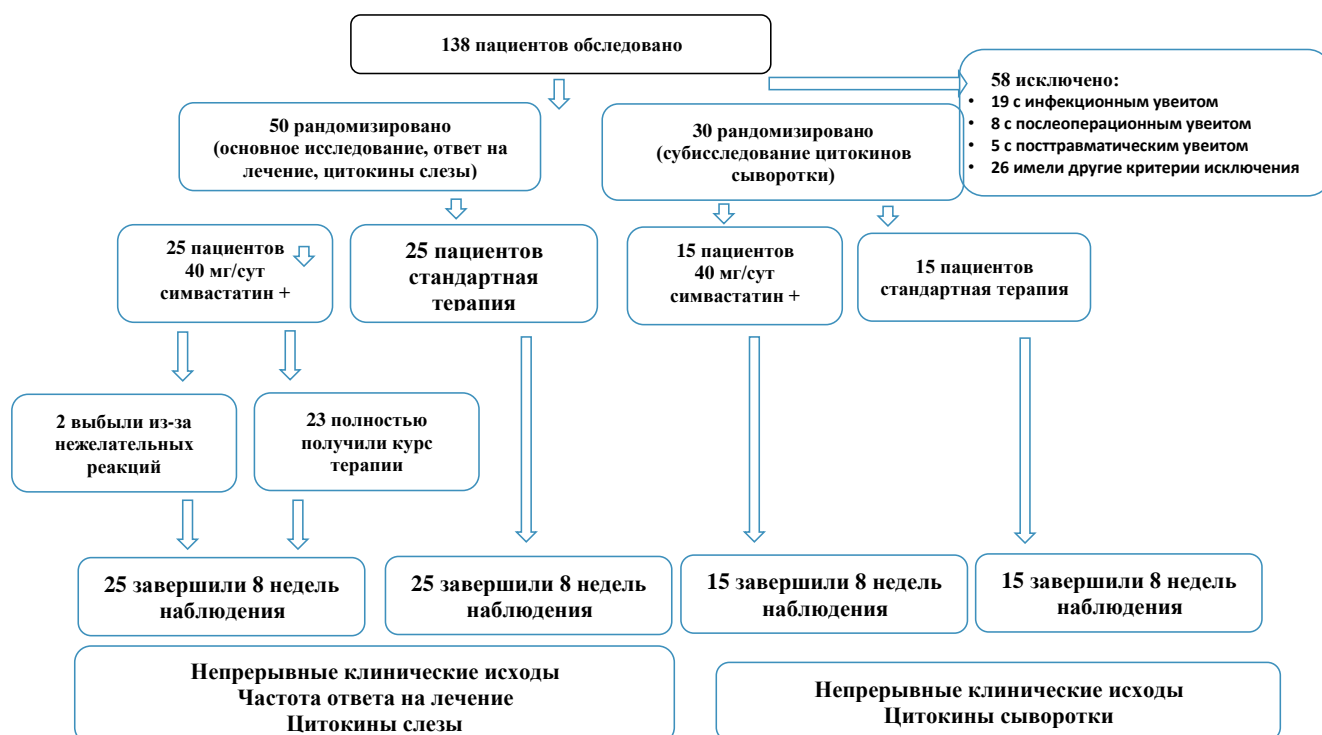 138 пациентов обследовано
58 исключено:
• 19 с инфекционным увеитом
• 8 с послеоперационным увеитом
• 5 с посттравматическим увеитом
• 26 имели другие критерии исключения
50 рандомизировано
(основное исследование, ответ на
лечение, цитокины слезы)
30 рандомизировано
(субисследование цитокинов
сыворотки)
25 пациентов
40 мг/сут
симвастатин +
25 пациентов
стандартная
терапия
15 пациентов
40 мг/сут
симвастатин +
15 пациентов
стандартная терапия
2 выбыли из-за
нежелательных
реакций
23 полностью
получили курс
терапии
25 завершили 8 недель
наблюдения
25 завершили 8 недель
наблюдения
15 завершили 8 недель
наблюдения
15 завершили 8 недель
наблюдения
Непрерывные клинические исходы
Частота ответа на лечение
Цитокины слезы
Непрерывные клинические исходы
Цитокины сыворотки